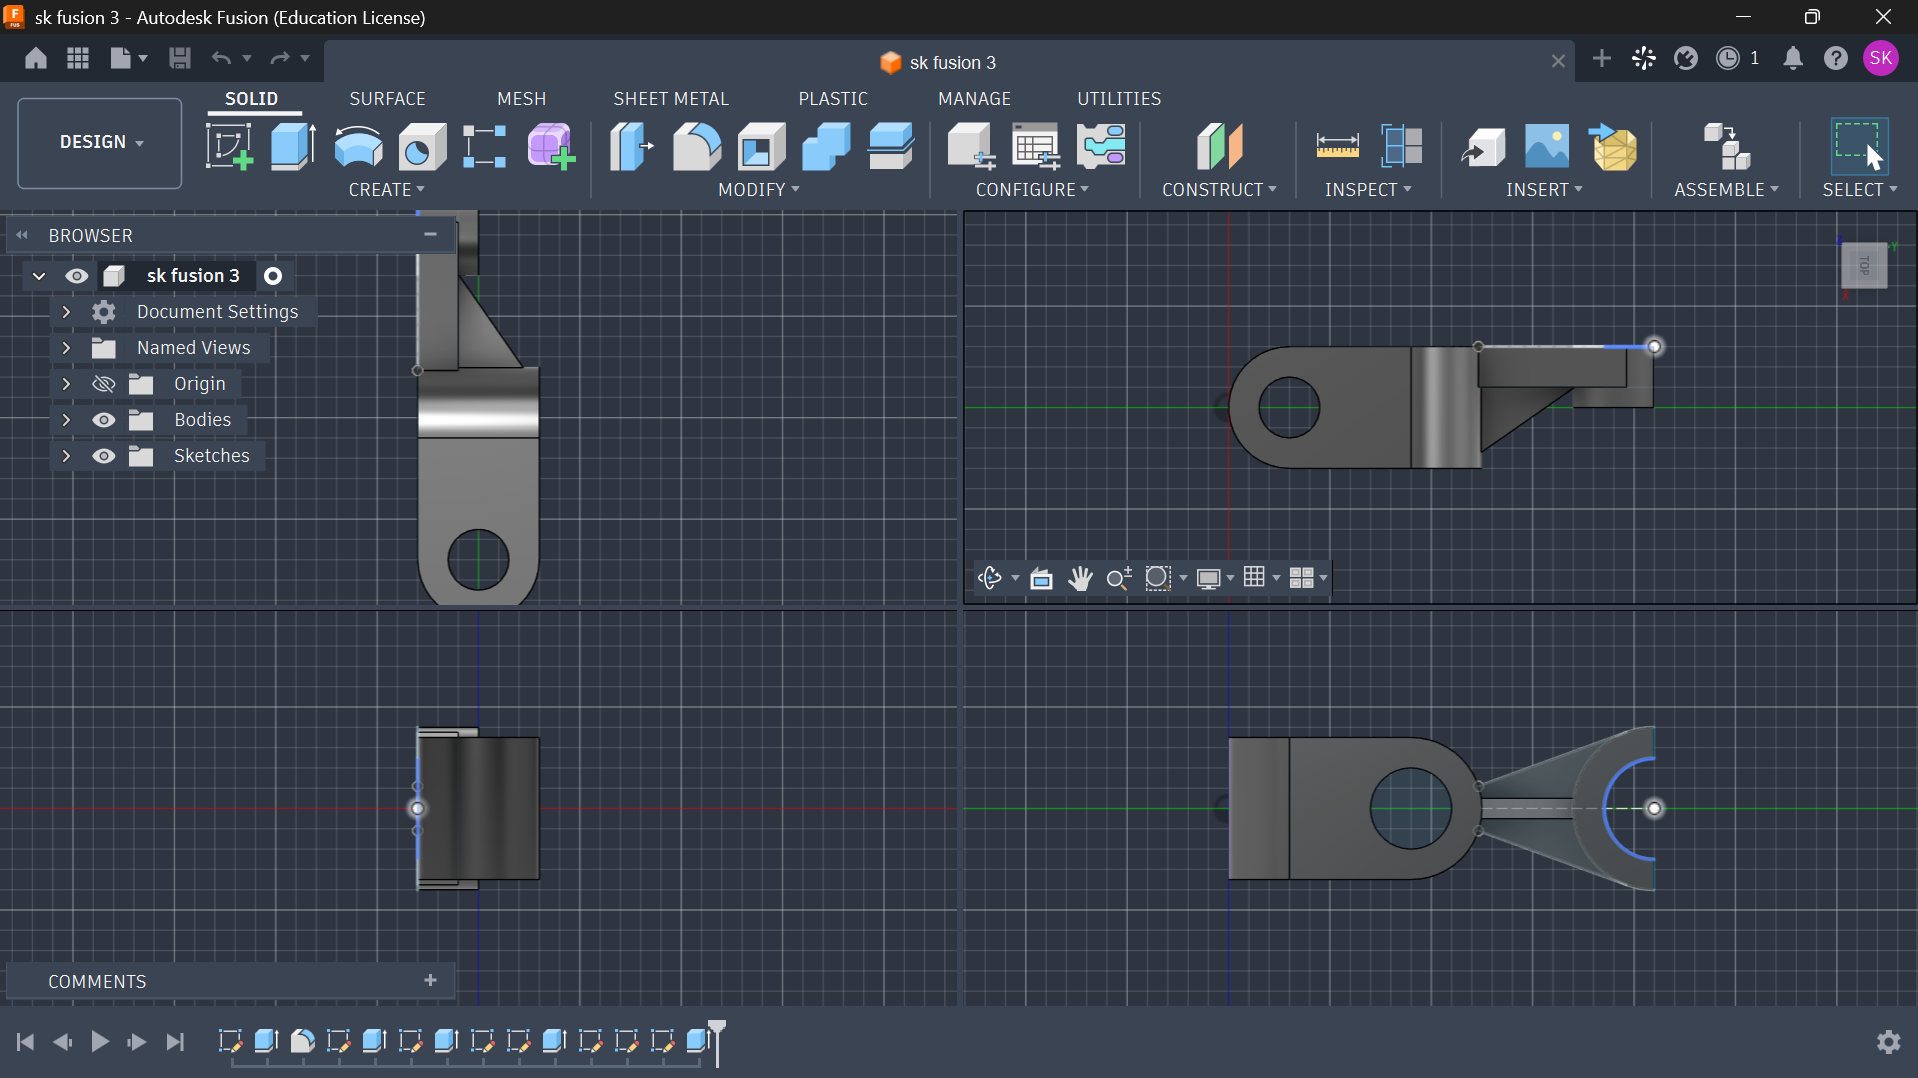 sk fusion 3 - Autodesk Fusion (Education License)
sk fusion 3
1
SK
DESIGN
SOLID SURFACE MESH SHEET METAL PLASTIC MANAGE UTILITIES
CREATE MODIFY CONFIGURE CONSTRUCT INSPECT INSERT ASSEMBLE SELECT
BROWSER
sk fusion 3
Document Settings
Named Views
Origin
Bodies
Sketches
Z
Y
TOP
X
COMMENTS